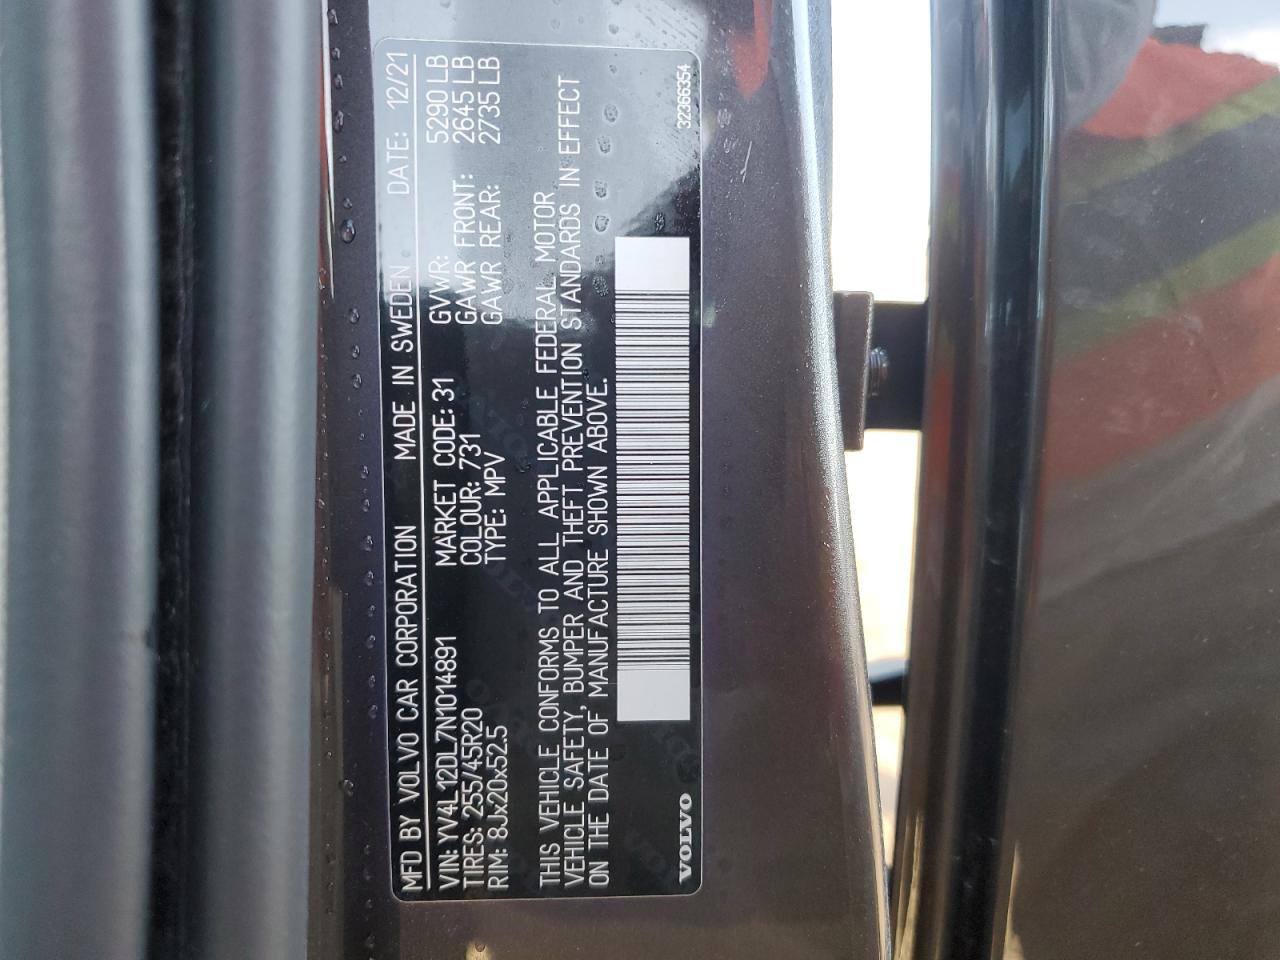 MFD BY VOLVO CAR CORPORATION MADE IN SWEDEN DATE: 12/21
VIN: YV4L12DL7N1014891 MARKET CODE: 31 GVWR: 5290 LB
TIRES: 255/45R20 COLOUR: 731 GAWR FRONT: 2645 LB
RIM: 8Jx20x52.5 TYPE: MPV GAWR REAR: 2735 LB
THIS VEHICLE CONFORMS TO ALL APPLICABLE FEDERAL MOTOR
VEHICLE SAFETY, BUMPER AND THEFT PREVENTION STANDARDS IN EFFECT
ON THE DATE OF MANUFACTURE SHOWN ABOVE.
VOLVO 32366354